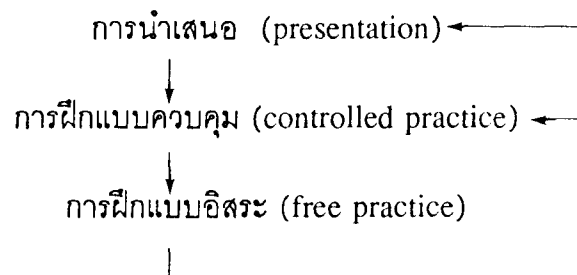 การนำเสนอ (presentation)
การฝึกแบบควบคุม (controlled practice)
การฝึกแบบอิสระ (free practice)